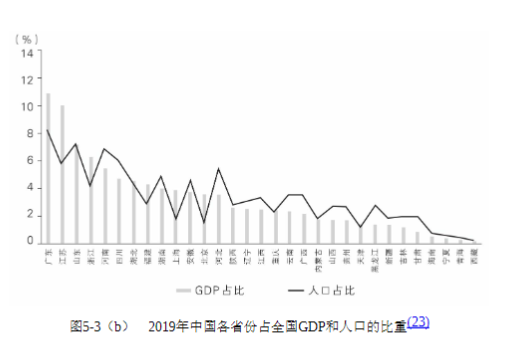 (%)
14
12
10
8
6
4
2
0
广东
江苏
山东
浙江
河南
四川
湖北
福建
湖南
上海
安徽
北京
河北
陕西
辽宁
江西
重庆
云南
广西
内蒙古
山西
贵州
天津
黑龙江
新疆
吉林
甘肃
海南
宁夏
青海
西藏
GDP占比
人口占比
图5-3（b） 2019年中国各省份占全国GDP和人口的比重(23)